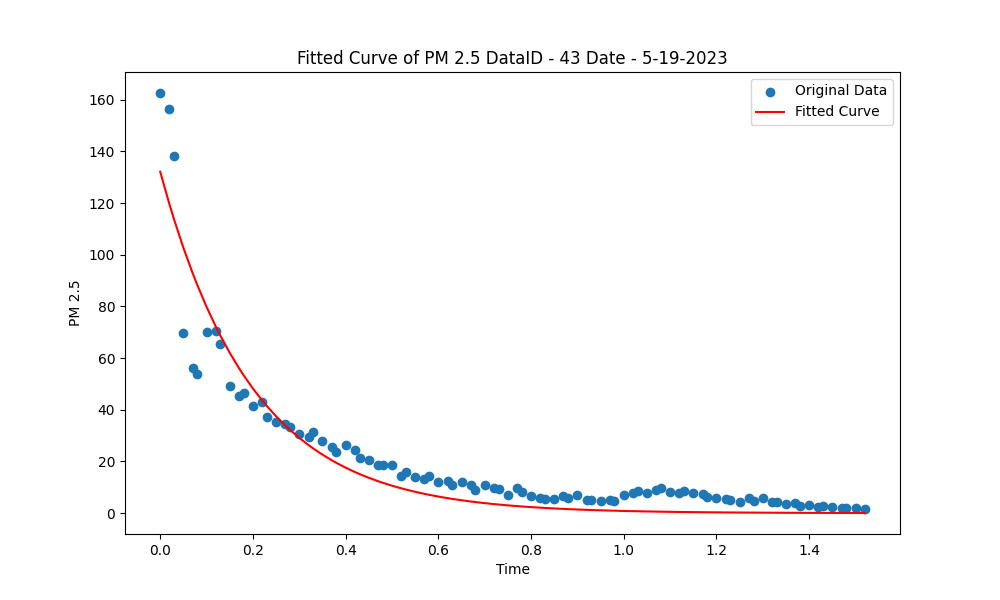 Fitted Curve of PM 2.5 DataID - 43 Date - 5-19-2023
Original Data
Fitted Curve
160
140
120
100
80
60
40
20
0
PM 2.5
0.0 0.2 0.4 0.6 0.8 1.0 1.2 1.4
Time